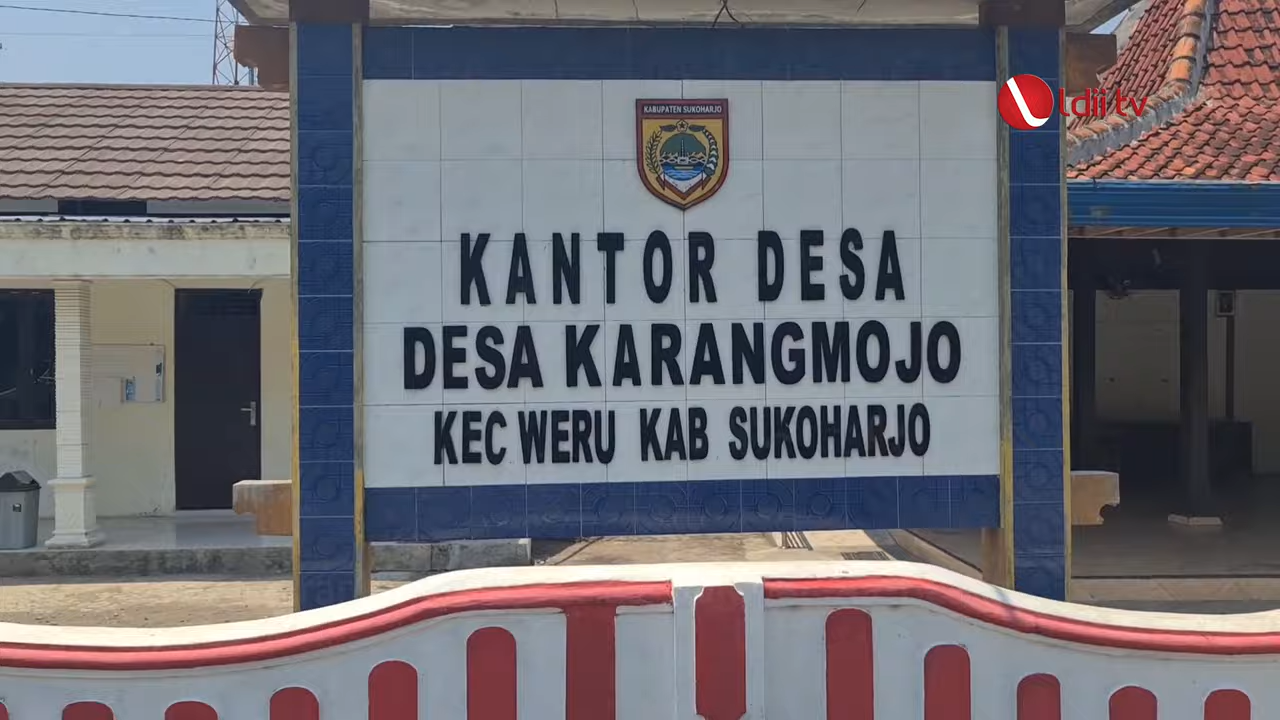 KABUPATEN SUKOHARJO
ldii tv
KANTOR DESA
DESA KARANGMOJO
KEC WERU KAB SUKOHARJO